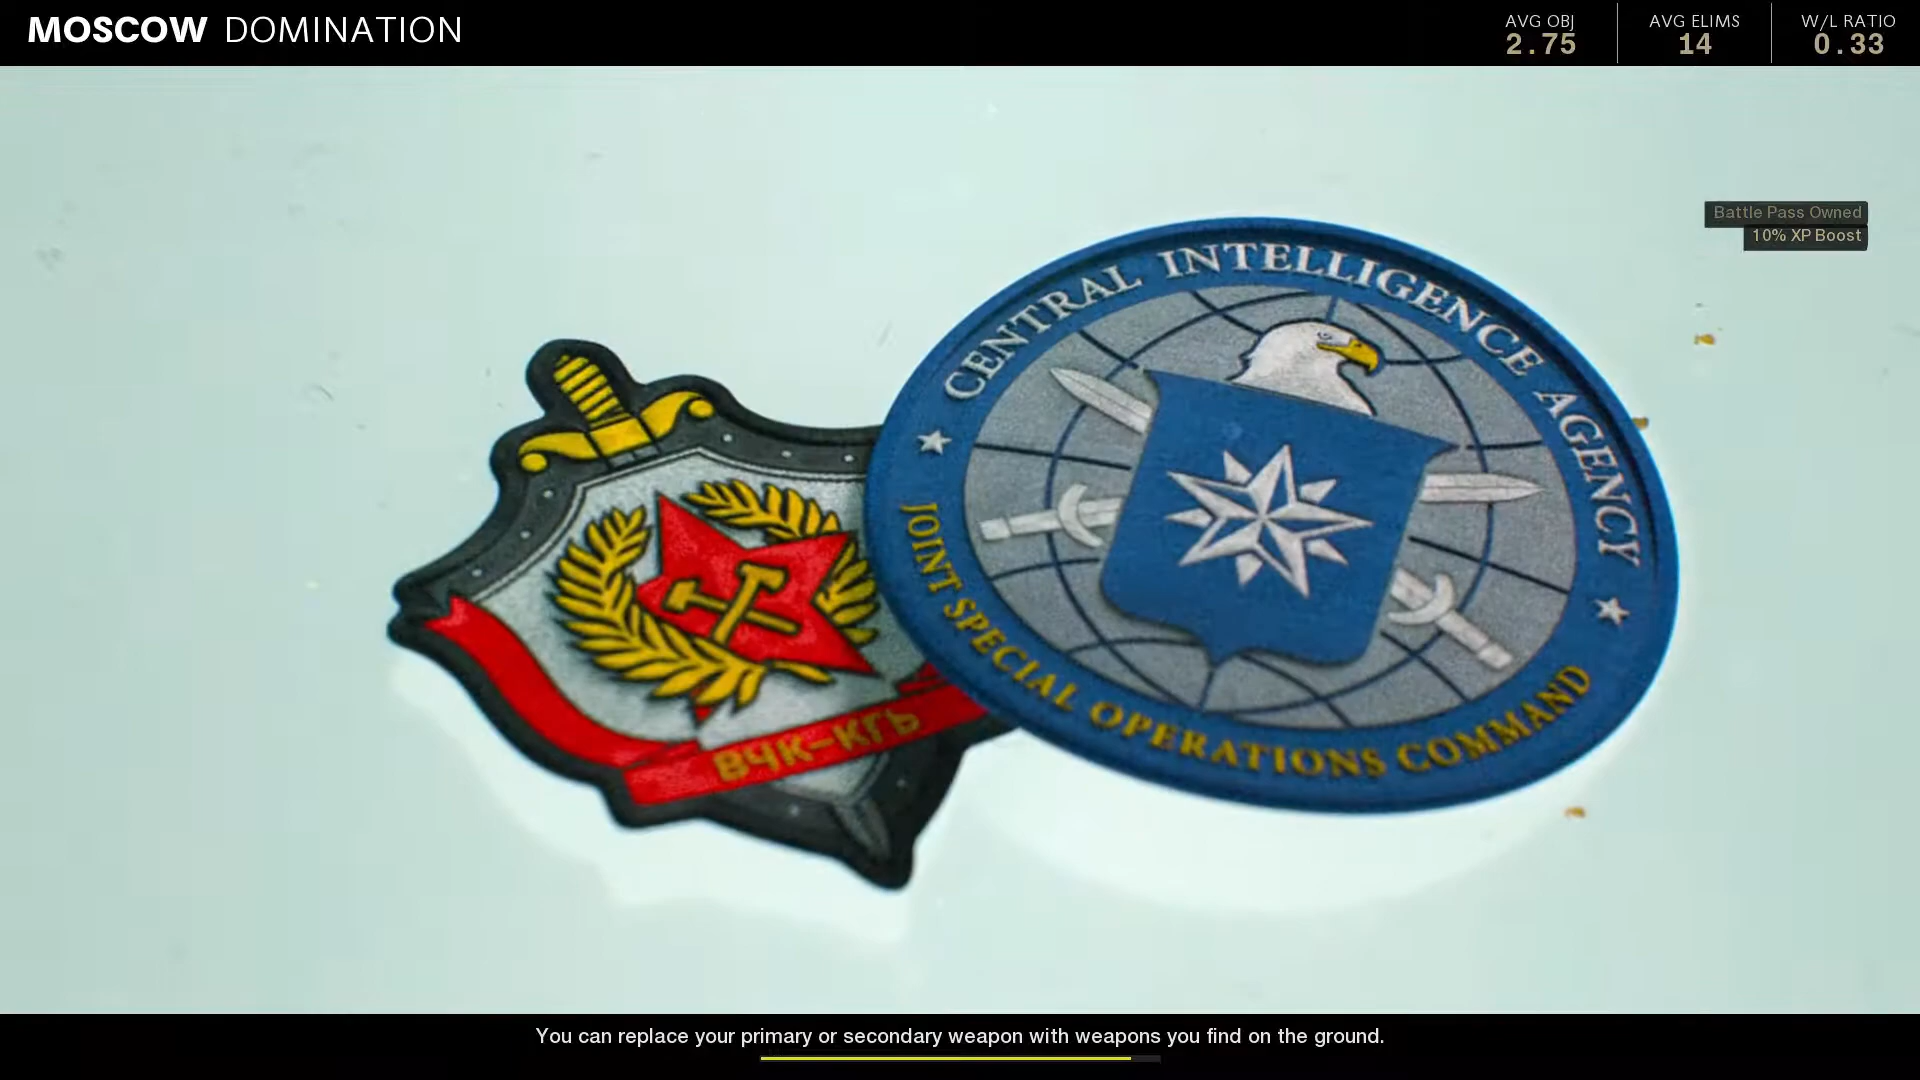 MOSCOW DOMINATION
AVG OBJ
2.75
AVG ELIMS
14
W/L RATIO
0.33
Battle Pass Owned
10% XP Boost
CENTRAL INTELLIGENCE AGENCY
JOINT SPECIAL OPERATIONS COMMAND
ВЧК-КГЬ
You can replace your primary or secondary weapon with weapons you find on the ground.